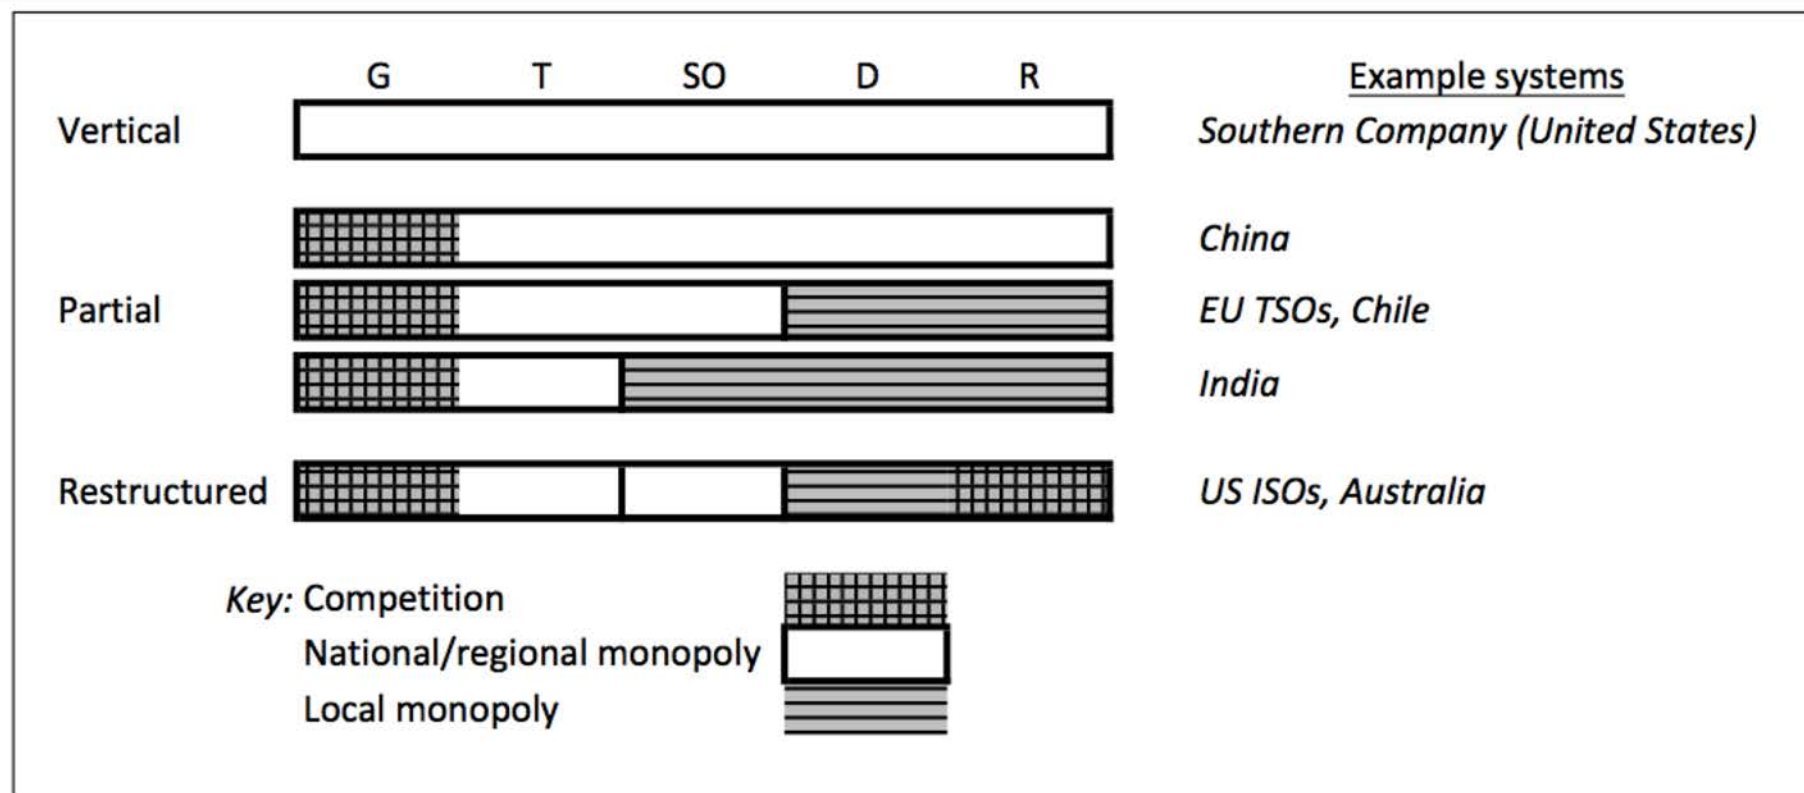 G T SO D R Example systems
Vertical Southern Company (United States)
China
Partial EU TSOs, Chile
India
Restructured US ISOs, Australia
Key: Competition
National/regional monopoly
Local monopoly